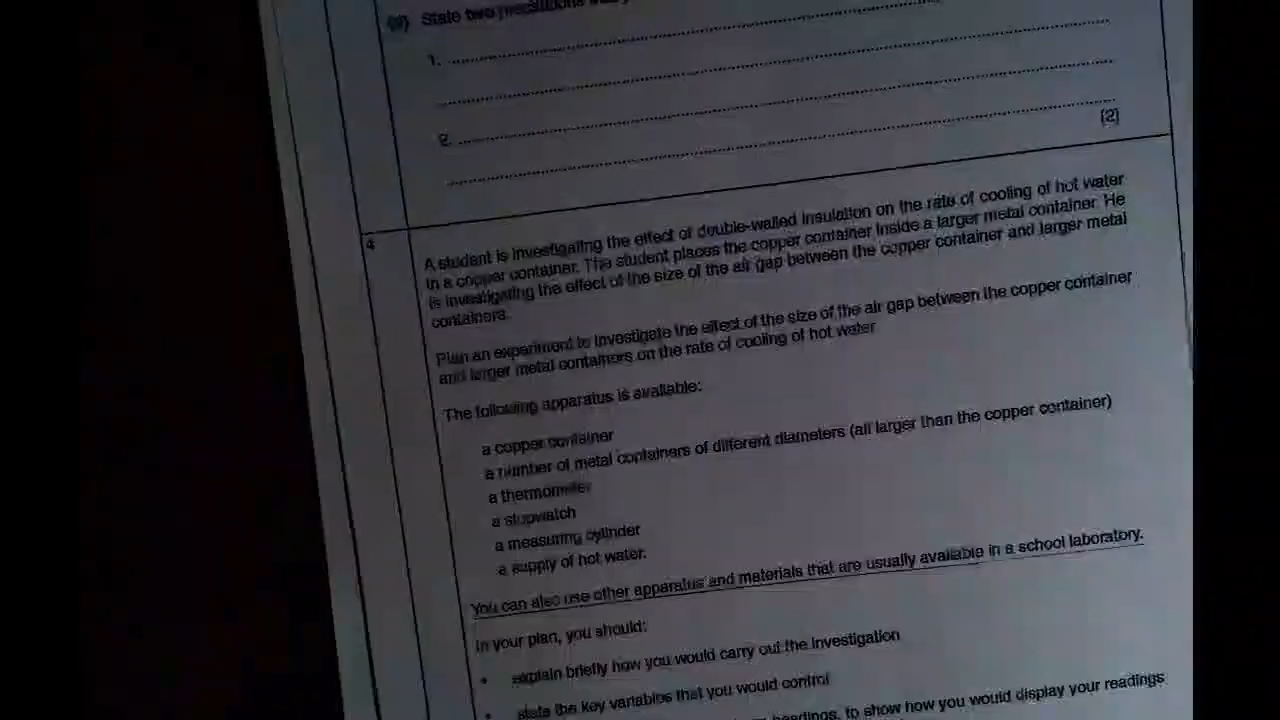 State two precautions
1.
2.
[2]
4
A student is investigating the effect of double-walled insulation on the rate of cooling of hot water
in a copper container. The student places the copper container inside a larger metal container. He
is investigating the effect of the size of the air gap between the copper container and larger metal
containers.
Plan an experiment to investigate the effect of the size of the air gap between the copper container
and larger metal containers on the rate of cooling of hot water
The following apparatus is available:
a copper container
a number of metal containers of different diameters (all larger than the copper container)
a thermometer
a stopwatch
a measuring cylinder
a supply of hot water.
You can also use other apparatus and materials that are usually available in a school laboratory.
In your plan, you should:
• explain briefly how you would carry out the investigation
• state the key variables that you would control
headings, to show how you would display your readings